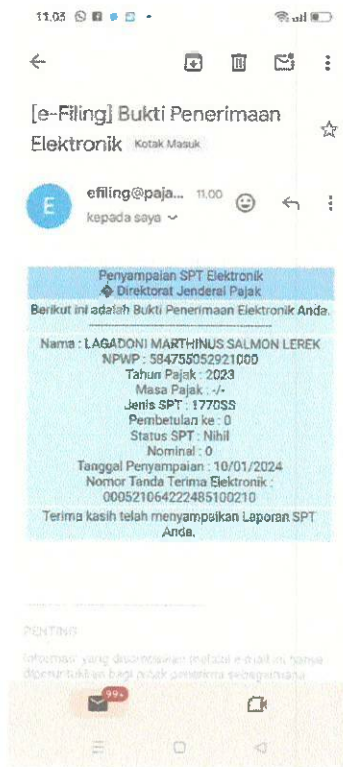 11.03
[e-Filing] Bukti Penerimaan
Elektronik Kotak Masuk
E
efiling@paja... 11.00
kepada saya
Penyampaian SPT Elektronik
Direktorat Jenderal Pajak
Berikut ini adalah Bukti Penerimaan Elektronik Anda.
Nama : LAGADONI MARTHINUS SALMON LEREK
NPWP : 584755052921000
Tahun Pajak : 2023
Masa Pajak : -/-
Jenis SPT : 1770SS
Pembetulan ke : 0
Status SPT : Nihil
Nominal : 0
Tanggal Penyampaian : 10/01/2024
Nomor Tanda Terima Elektronik :
000521064222485100210
Terima kasih telah menyampaikan Laporan SPT
Anda.
PENTING
Informasi yang disampaikan melalui e-mail ini hanya
diperuntukkan bagi pihak penerima sebagaimana
99+